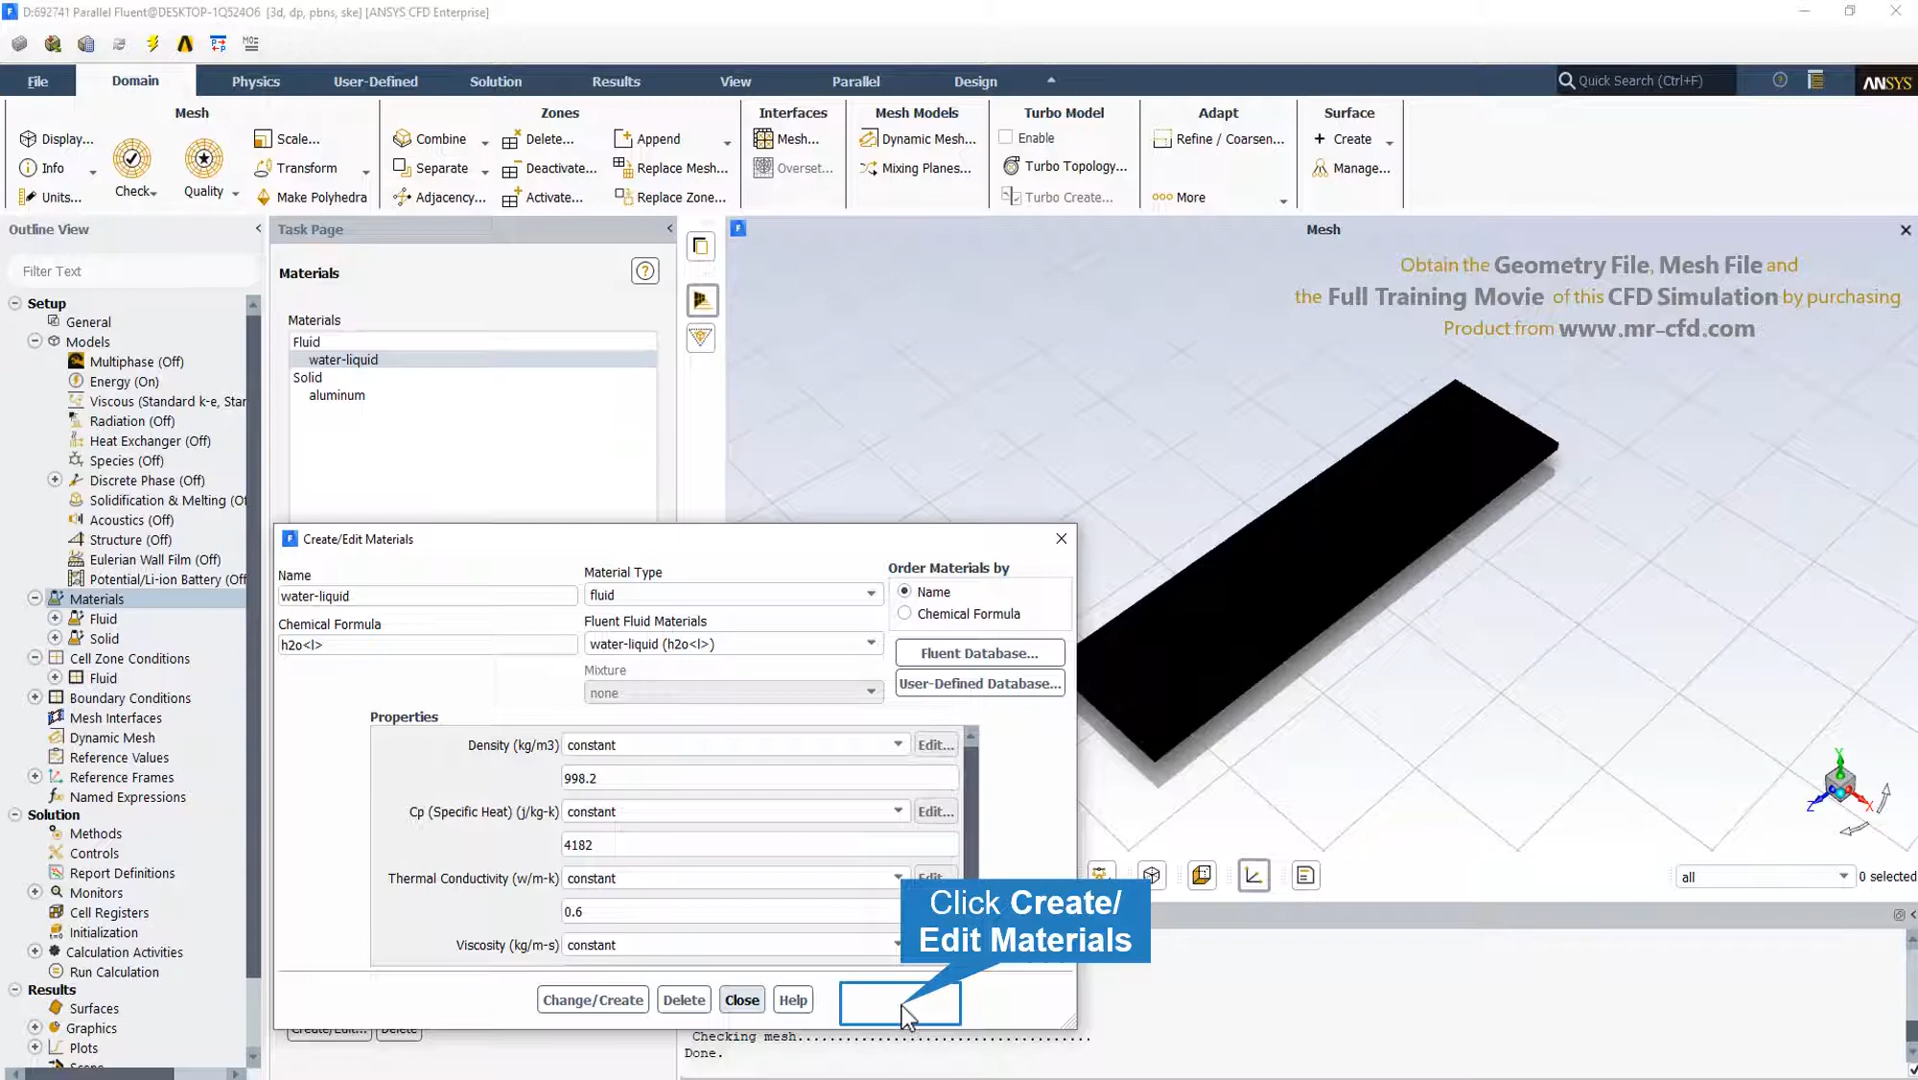 D:692741 Parallel Fluent@DESKTOP-1Q524O6 [3d, dp, pbns, ske] [ANSYS CFD Enterprise]
File Domain Physics User-Defined Solution Results View Parallel Design Quick Search (Ctrl+F) ANSYS
Mesh Zones Interfaces Mesh Models Turbo Model Adapt Surface
Display... Scale... Combine Delete... Append Mesh... Dynamic Mesh... Enable Refine / Coarsen... + Create
Info Check Quality Transform Separate Deactivate... Replace Mesh... Overset... Mixing Planes... Turbo Topology... Manage...
Units... Make Polyhedra Adjacency... Activate... Replace Zone... Turbo Create... More
Outline View
Filter Text
Setup
General
Models
Multiphase (Off)
Energy (On)
Viscous (Standard k-e, Star
Radiation (Off)
Heat Exchanger (Off)
Species (Off)
Discrete Phase (Off)
Solidification & Melting (Of
Acoustics (Off)
Structure (Off)
Eulerian Wall Film (Off)
Potential/Li-ion Battery (Off
Materials
Fluid
Solid
Cell Zone Conditions
Fluid
Boundary Conditions
Mesh Interfaces
Dynamic Mesh
Reference Values
Reference Frames
Named Expressions
Solution
Methods
Controls
Report Definitions
Monitors
Cell Registers
Initialization
Calculation Activities
Run Calculation
Results
Surfaces
Graphics
Plots
Task Page
Materials
Materials
Fluid
water-liquid
Solid
aluminum
Create/Edit Materials
Name
water-liquid
Chemical Formula
h2o<l>
Material Type
fluid
Fluent Fluid Materials
water-liquid (h2o<l>)
Mixture
none
Order Materials by
Name
Chemical Formula
Fluent Database...
User-Defined Database...
Properties
Density (kg/m3) constant Edit...
998.2
Cp (Specific Heat) (j/kg-k) constant Edit...
4182
Thermal Conductivity (w/m-k) constant Edit
0.6
Viscosity (kg/m-s) constant
Change/Create Delete Close Help
Click Create/
Edit Materials
Create/Edit... Delete
Mesh
Obtain the Geometry File, Mesh File and
the Full Training Movie of this CFD Simulation by purchasing
Product from www.mr-cfd.com
Y
Z X
all 0 selected
Checking mesh.....................................
Done.